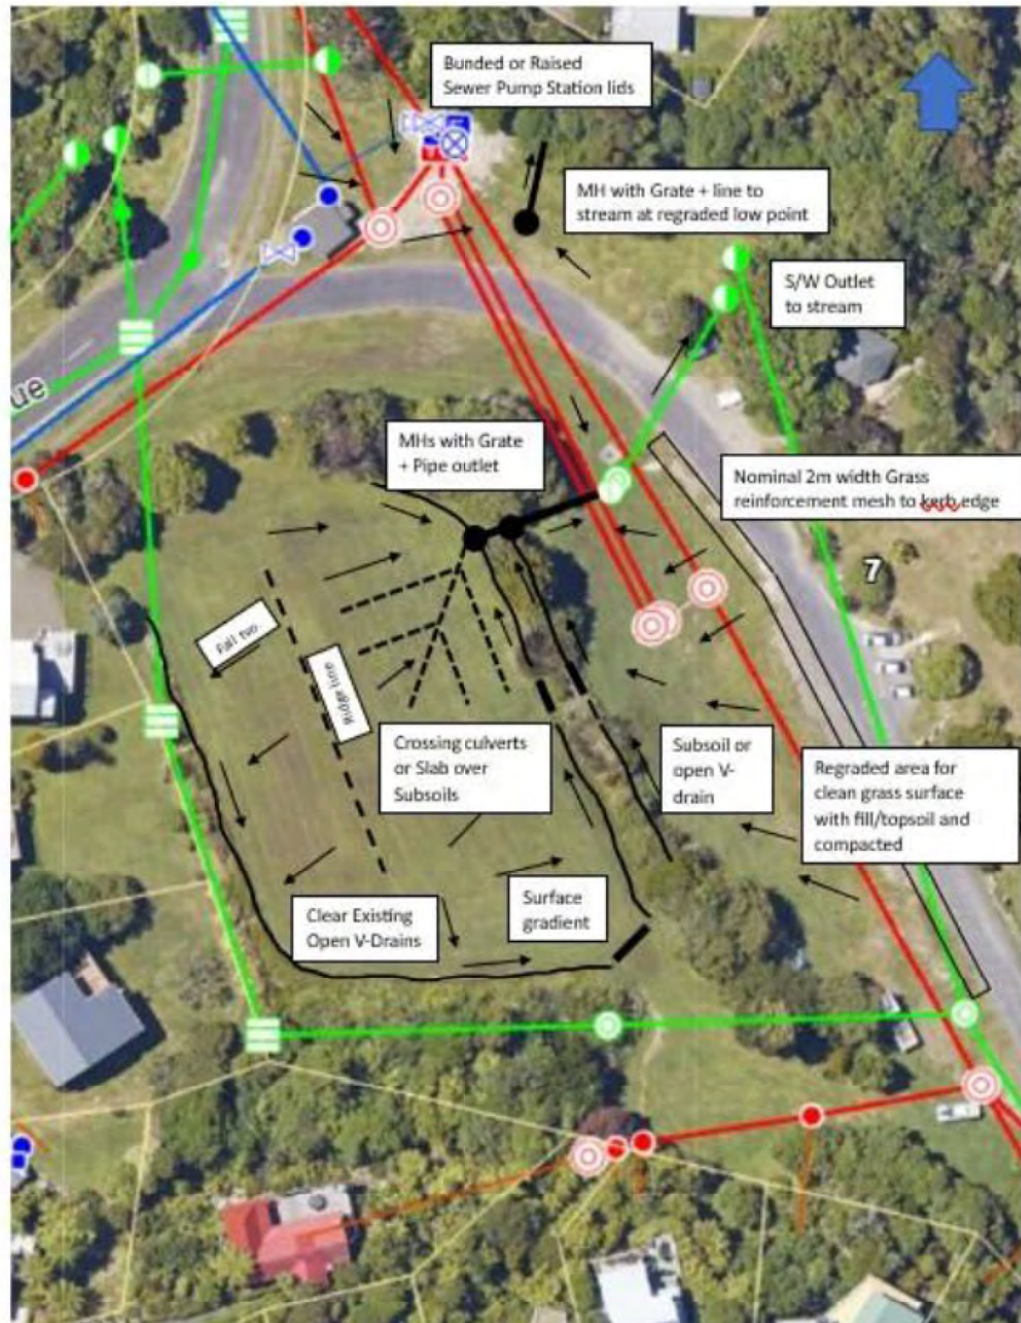 Bunded or Raised
Sewer Pump Station lids
MH with Grate + line to
stream at regraded low point
S/W Outlet
to stream
ue
MHs with Grate
+ Pipe outlet
Nominal 2m width Grass
reinforcement mesh to kerb edge
7
Fall two
Ridge line
Crossing culverts
or Slab over
Subsoils
Subsoil or
open V-
drain
Regraded area for
clean grass surface
with fill/topsoil and
compacted
Clear Existing
Open V-Drains
Surface
gradient